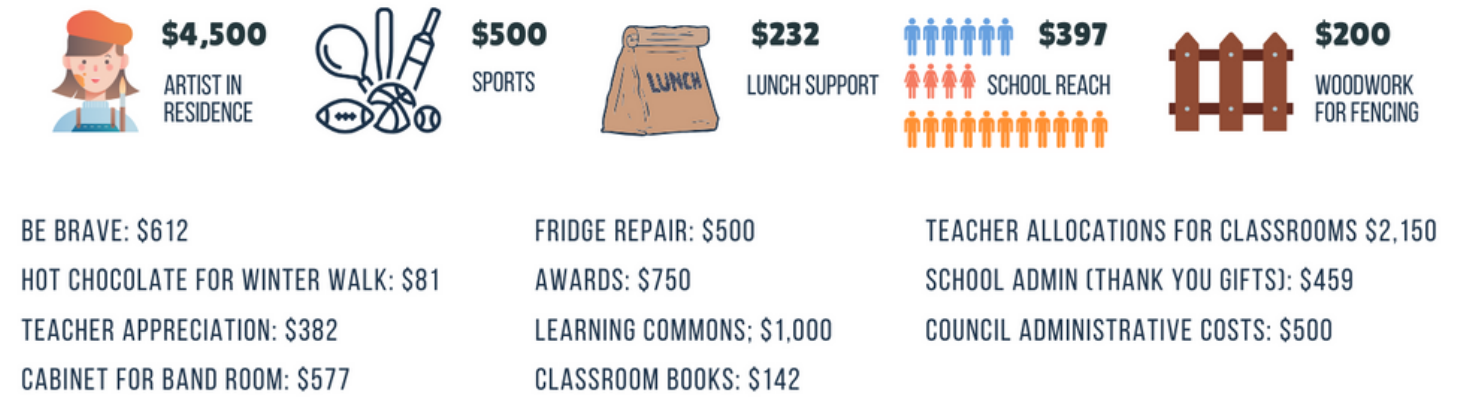 $4,500
ARTIST IN
RESIDENCE
$500
SPORTS
LUNCH
$232
LUNCH SUPPORT
$397
SCHOOL REACH
$200
WOODWORK
FOR FENCING
BE BRAVE: $612
HOT CHOCOLATE FOR WINTER WALK: $81
TEACHER APPRECIATION: $382
CABINET FOR BAND ROOM: $577
FRIDGE REPAIR: $500
AWARDS: $750
LEARNING COMMONS; $1,000
CLASSROOM BOOKS: $142
TEACHER ALLOCATIONS FOR CLASSROOMS $2,150
SCHOOL ADMIN (THANK YOU GIFTS): $459
COUNCIL ADMINISTRATIVE COSTS: $500